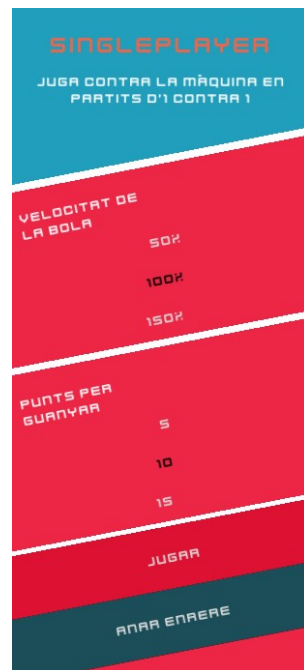 SINGLEPLAYER
JUGA CONTRA LA MÀQUINA EN
PARTITS D'1 CONTRA 1
VELOCITAT DE
LA BOLA
50%
100%
150%
PUNTS PER
GUANYAR
5
10
15
JUGAR
ANAR ENRERE